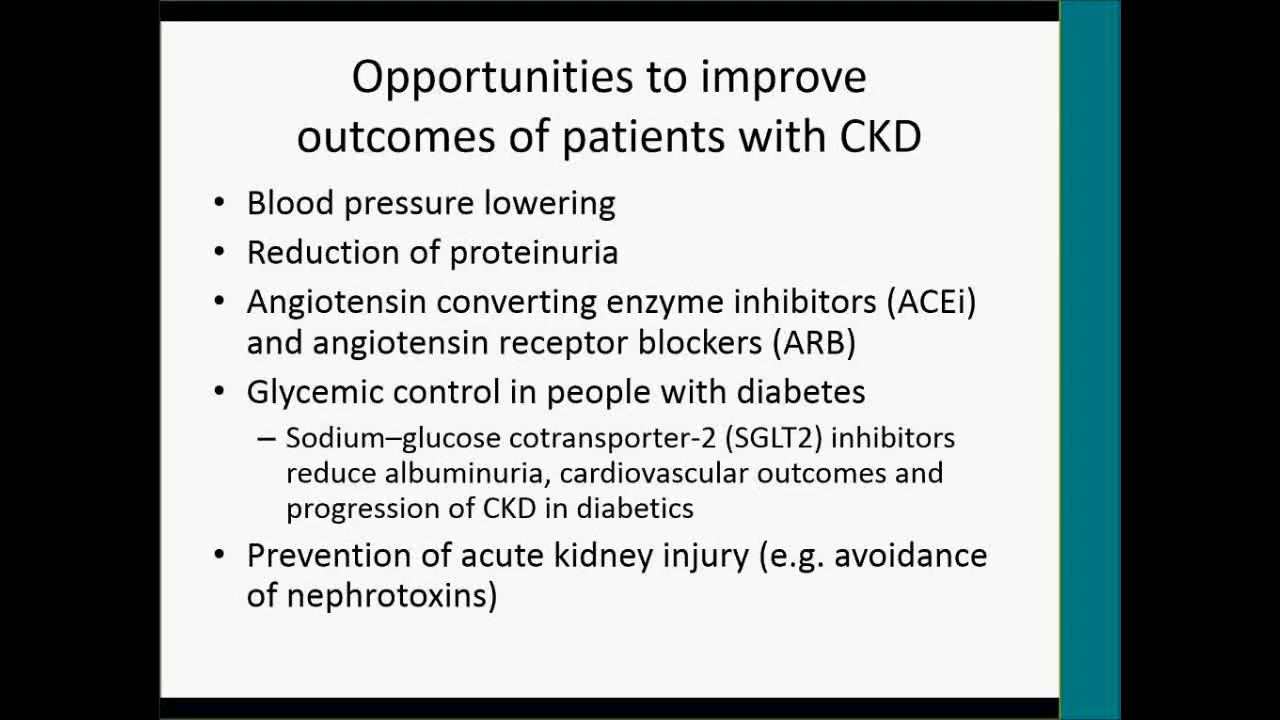 Opportunities to improve
outcomes of patients with CKD
• Blood pressure lowering
• Reduction of proteinuria
• Angiotensin converting enzyme inhibitors (ACEi)
and angiotensin receptor blockers (ARB)
• Glycemic control in people with diabetes
– Sodium–glucose cotransporter-2 (SGLT2) inhibitors
reduce albuminuria, cardiovascular outcomes and
progression of CKD in diabetics
• Prevention of acute kidney injury (e.g. avoidance
of nephrotoxins)